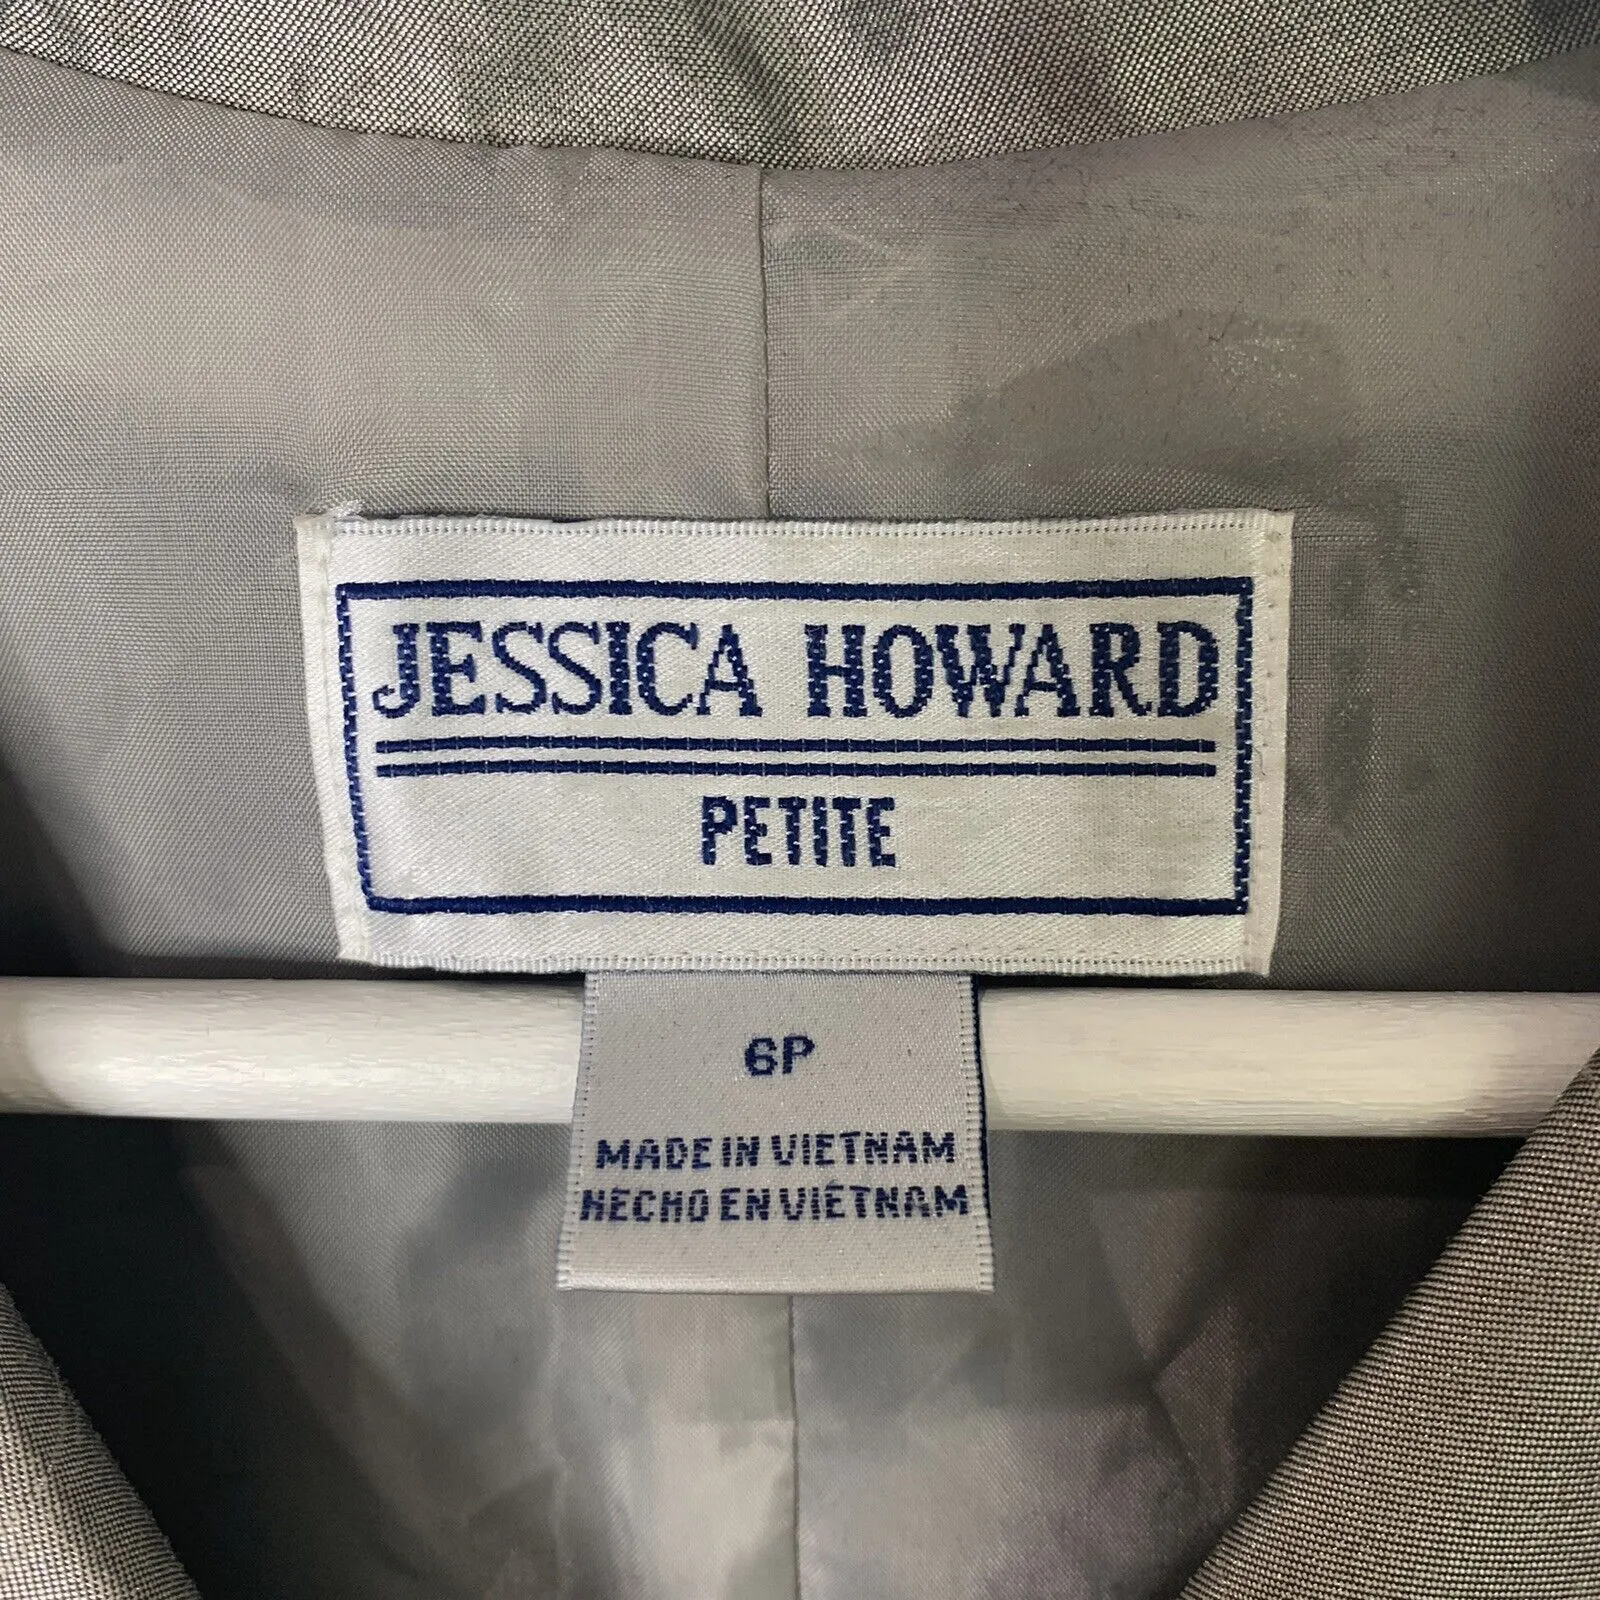 JESSICA HOWARD
PETITE
6P
MADE IN VIETNAM
HECHO EN VIETNAM